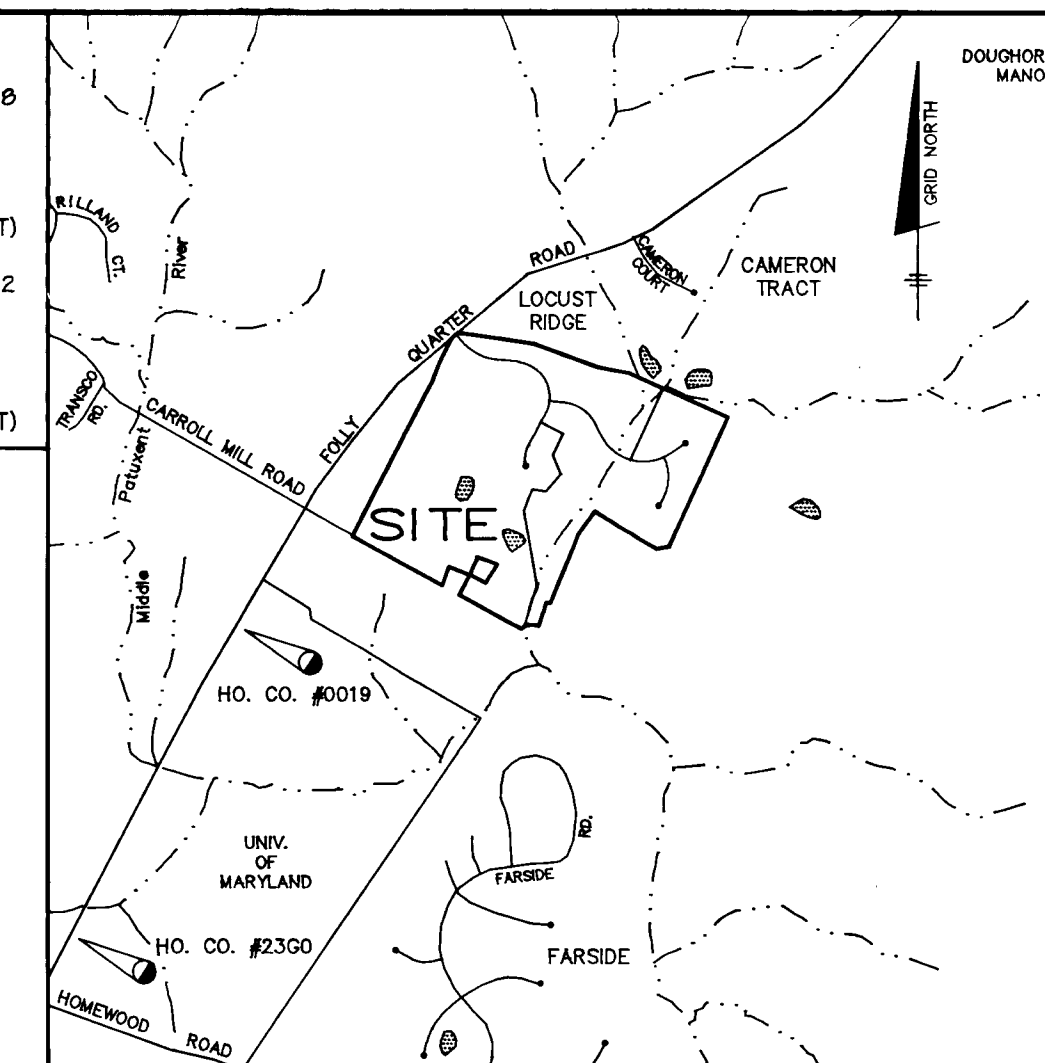 8
T)
2
T)
DOUGHOR
MANO
GRID NORTH
RILLAND
CT.
River
ROAD
CAMERON
COURT
CAMERON
TRACT
LOCUST
RIDGE
QUARTER
FOLLY
TRANSCO
RD.
CARROLL MILL ROAD
Patuxent
SITE
Middle
HO. CO. #0019
UNIV.
OF
MARYLAND
RD.
FARSIDE
HO. CO. #23G0
FARSIDE
HOMEWOOD
ROAD